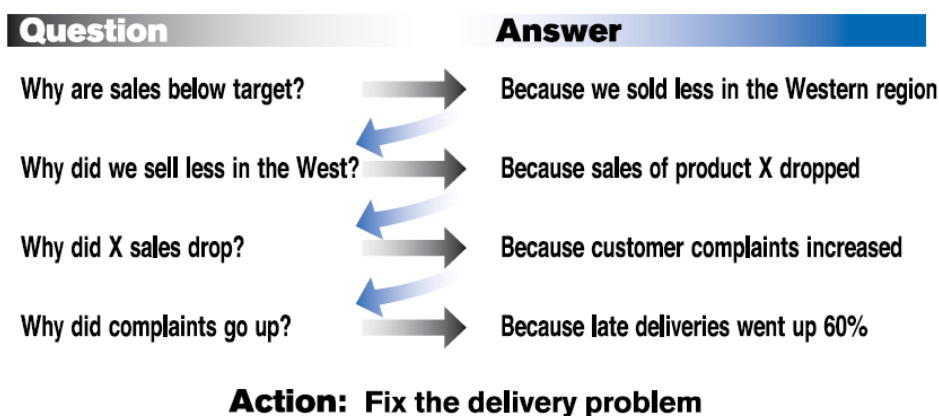 Question Answer
Why are sales below target? Because we sold less in the Western region
Why did we sell less in the West? Because sales of product X dropped
Why did X sales drop? Because customer complaints increased
Why did complaints go up? Because late deliveries went up 60%
Action: Fix the delivery problem